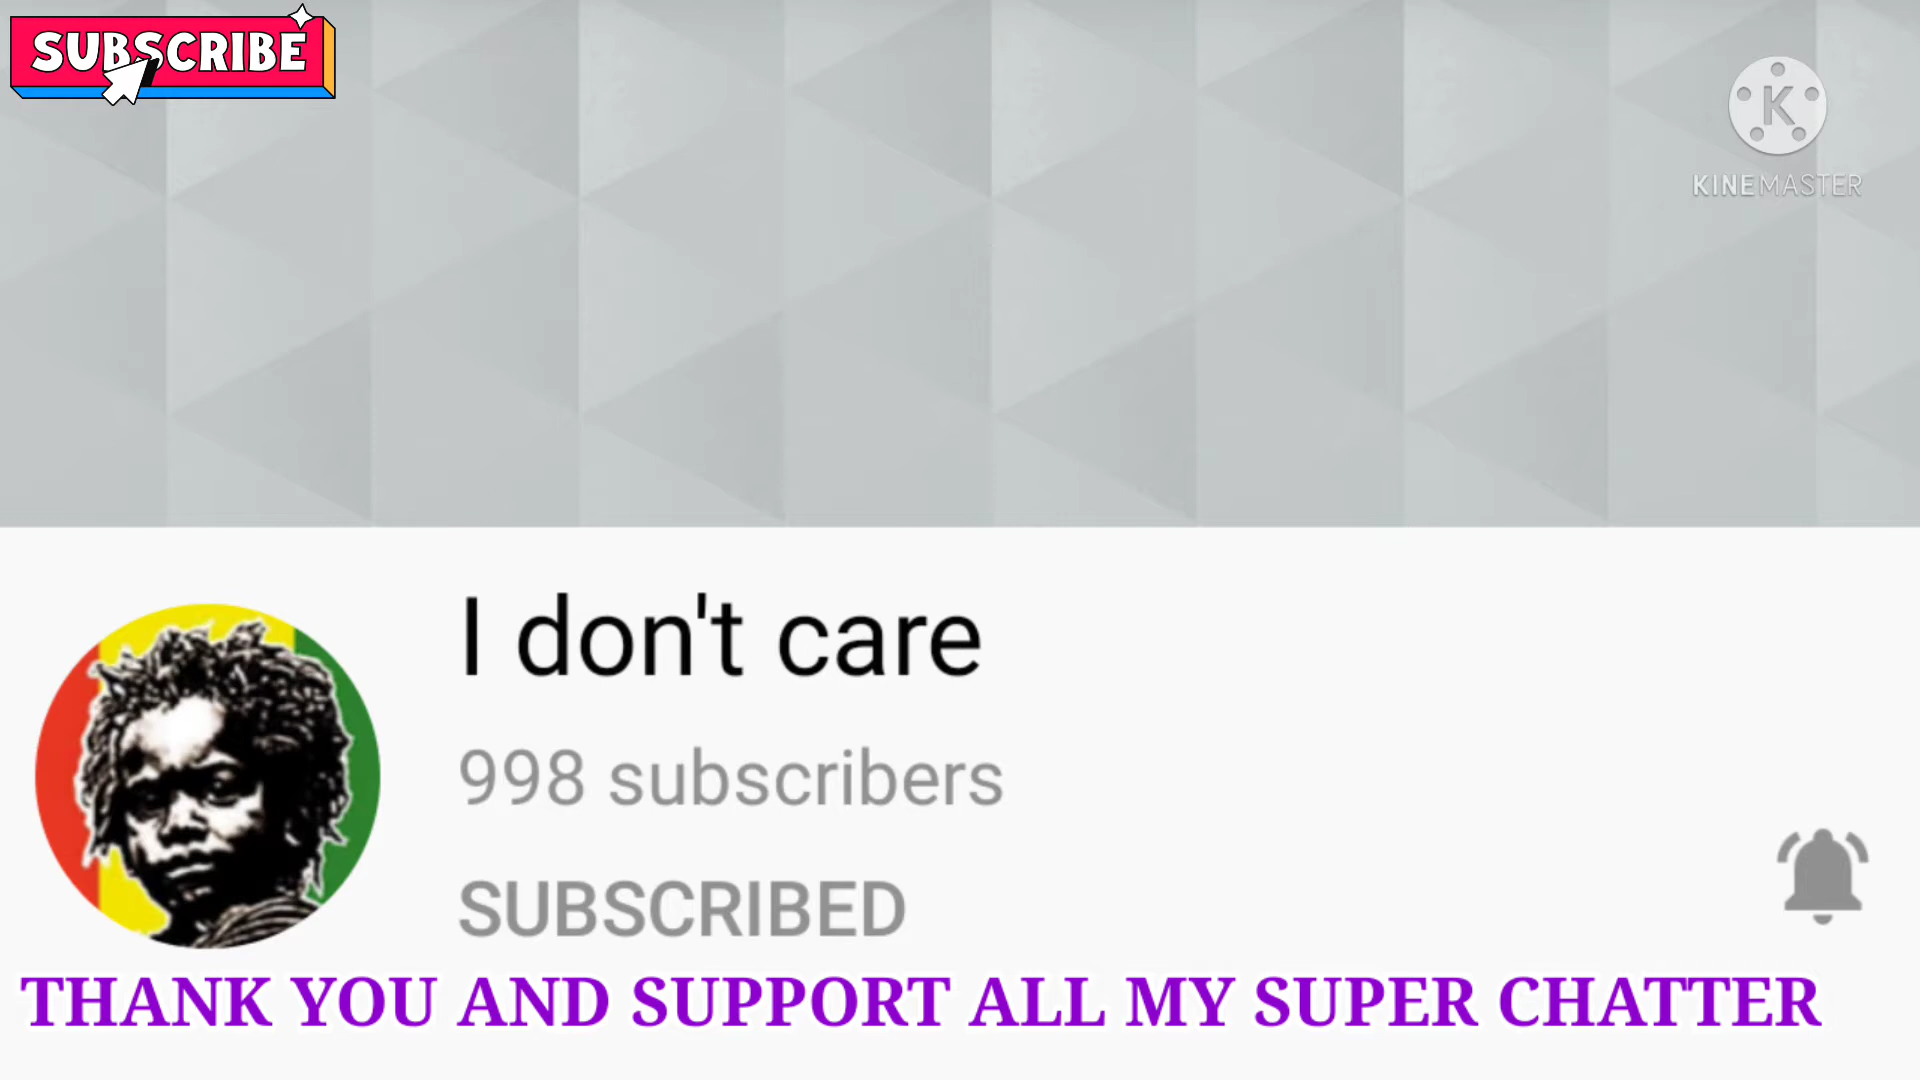 SUBSCRIBE
K
KINEMASTER
I don't care
998 subscribers
SUBSCRIBED
THANK YOU AND SUPPORT ALL MY SUPER CHATTER